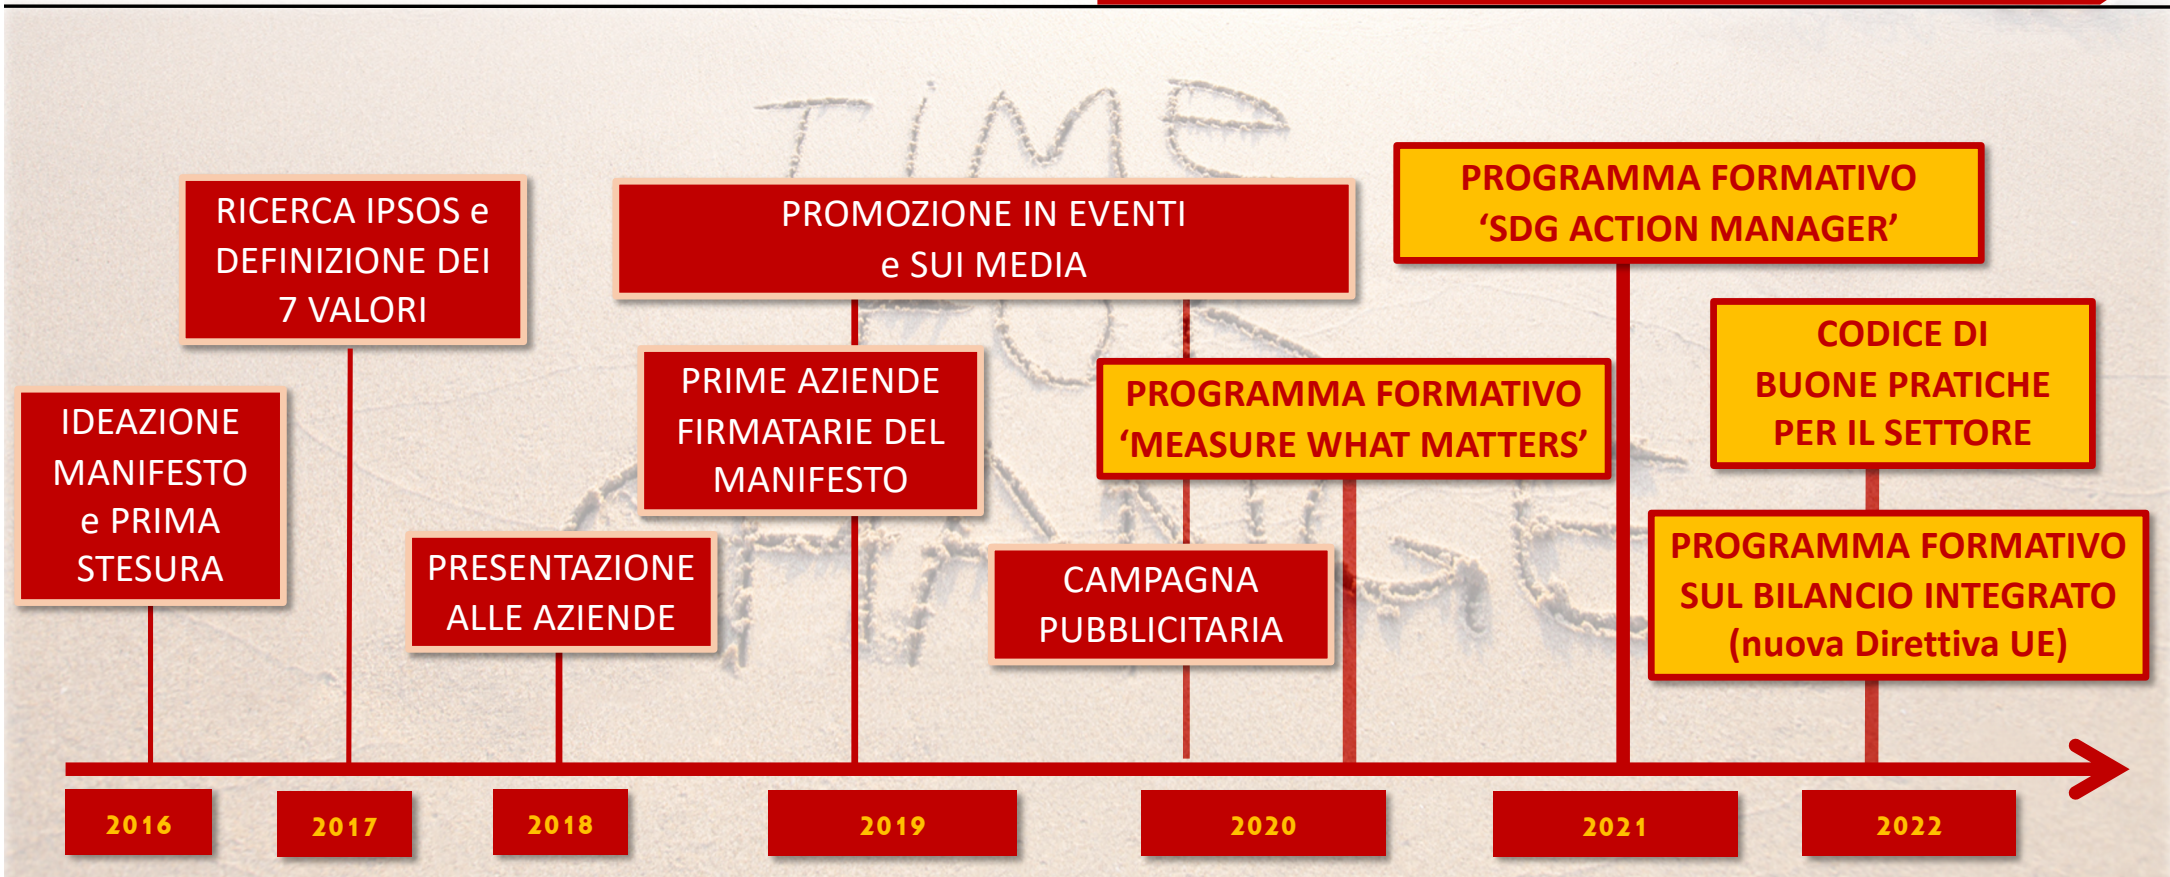 TIME
FOR
CHANGE
RICERCA IPSOS e
DEFINIZIONE DEI
7 VALORI
PROMOZIONE IN EVENTI
e SUI MEDIA
PROGRAMMA FORMATIVO
‘SDG ACTION MANAGER’
IDEAZIONE
MANIFESTO
e PRIMA
STESURA
PRIME AZIENDE
FIRMATARIE DEL
MANIFESTO
PROGRAMMA FORMATIVO
‘MEASURE WHAT MATTERS’
CODICE DI
BUONE PRATICHE
PER IL SETTORE
PRESENTAZIONE
ALLE AZIENDE
CAMPAGNA
PUBBLICITARIA
PROGRAMMA FORMATIVO
SUL BILANCIO INTEGRATO
(nuova Direttiva UE)
2016
2017
2018
2019
2020
2021
2022